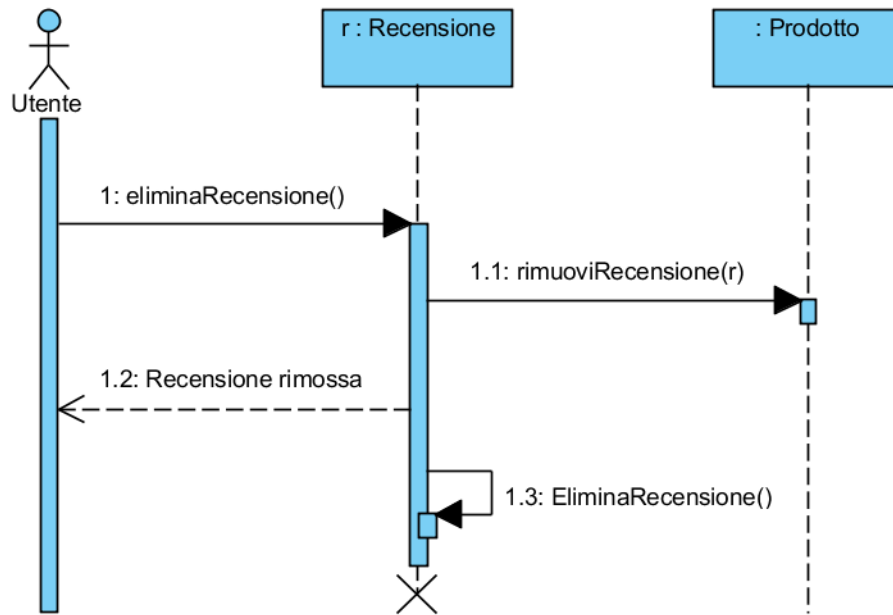 r : Recensione
: Prodotto
Utente
1: eliminaRecensione()
1.1: rimuoviRecensione(r)
1.2: Recensione rimossa
1.3: EliminaRecensione()